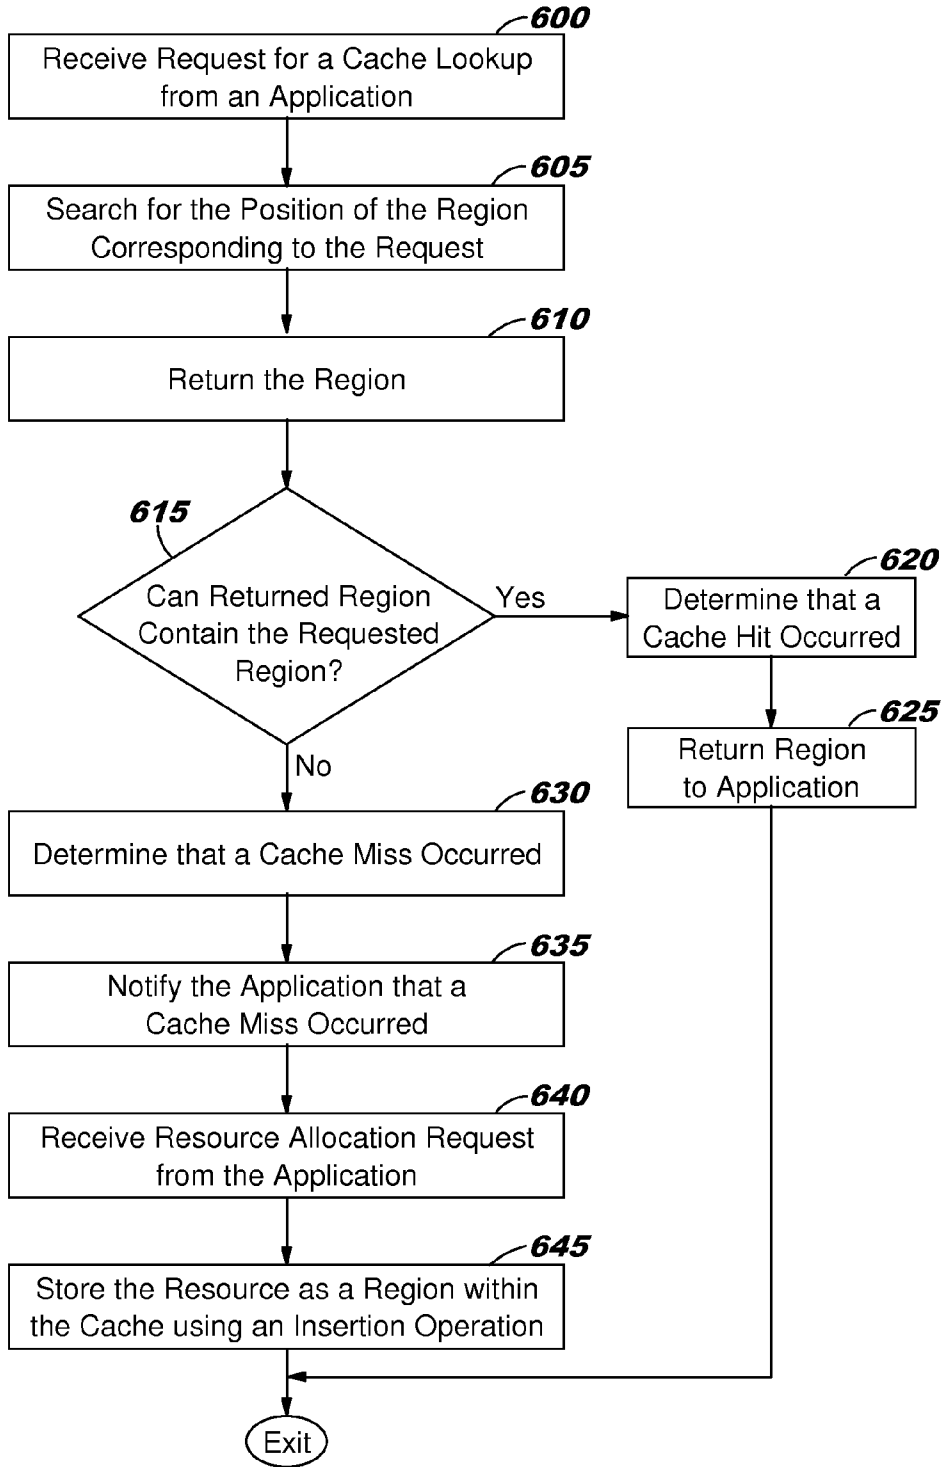 600
Receive Request for a Cache Lookup
from an Application
605
Search for the Position of the Region
Corresponding to the Request
610
Return the Region
615
Can Returned Region
Contain the Requested
Region?
Yes
620
Determine that a
Cache Hit Occurred
625
Return Region
to Application
No
630
Determine that a Cache Miss Occurred
635
Notify the Application that a
Cache Miss Occurred
640
Receive Resource Allocation Request
from the Application
645
Store the Resource as a Region within
the Cache using an Insertion Operation
Exit